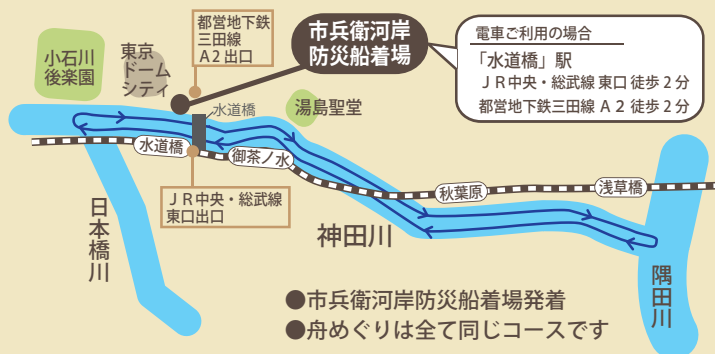 都営地下鉄
三田線
A2 出口
市兵衛河岸
防災船着場
電車ご利用の場合
「水道橋」駅
ＪＲ中央・総武線 東口 徒歩 2 分
都営地下鉄三田線 A 2 徒歩 2 分
小石川
後楽園
東京
ドーム
シティ
水道橋
湯島聖堂
水道橋
御茶ノ水
秋葉原
浅草橋
ＪＲ中央・総武線
東口出口
日本橋川
神田川
隅田川
●市兵衛河岸防災船着場発着
●舟めぐりは全て同じコースです